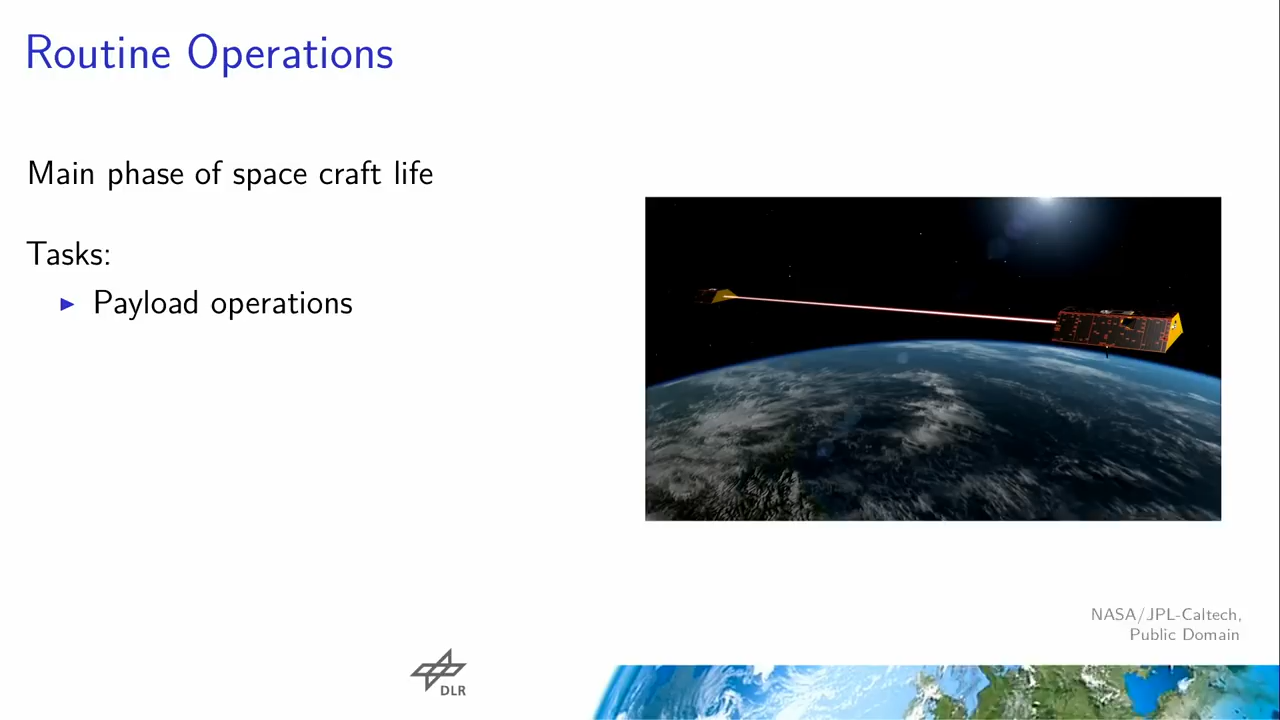 Routine Operations
Main phase of space craft life
Tasks:
Payload operations
NASA/JPL-Caltech,
Public Domain
DLR